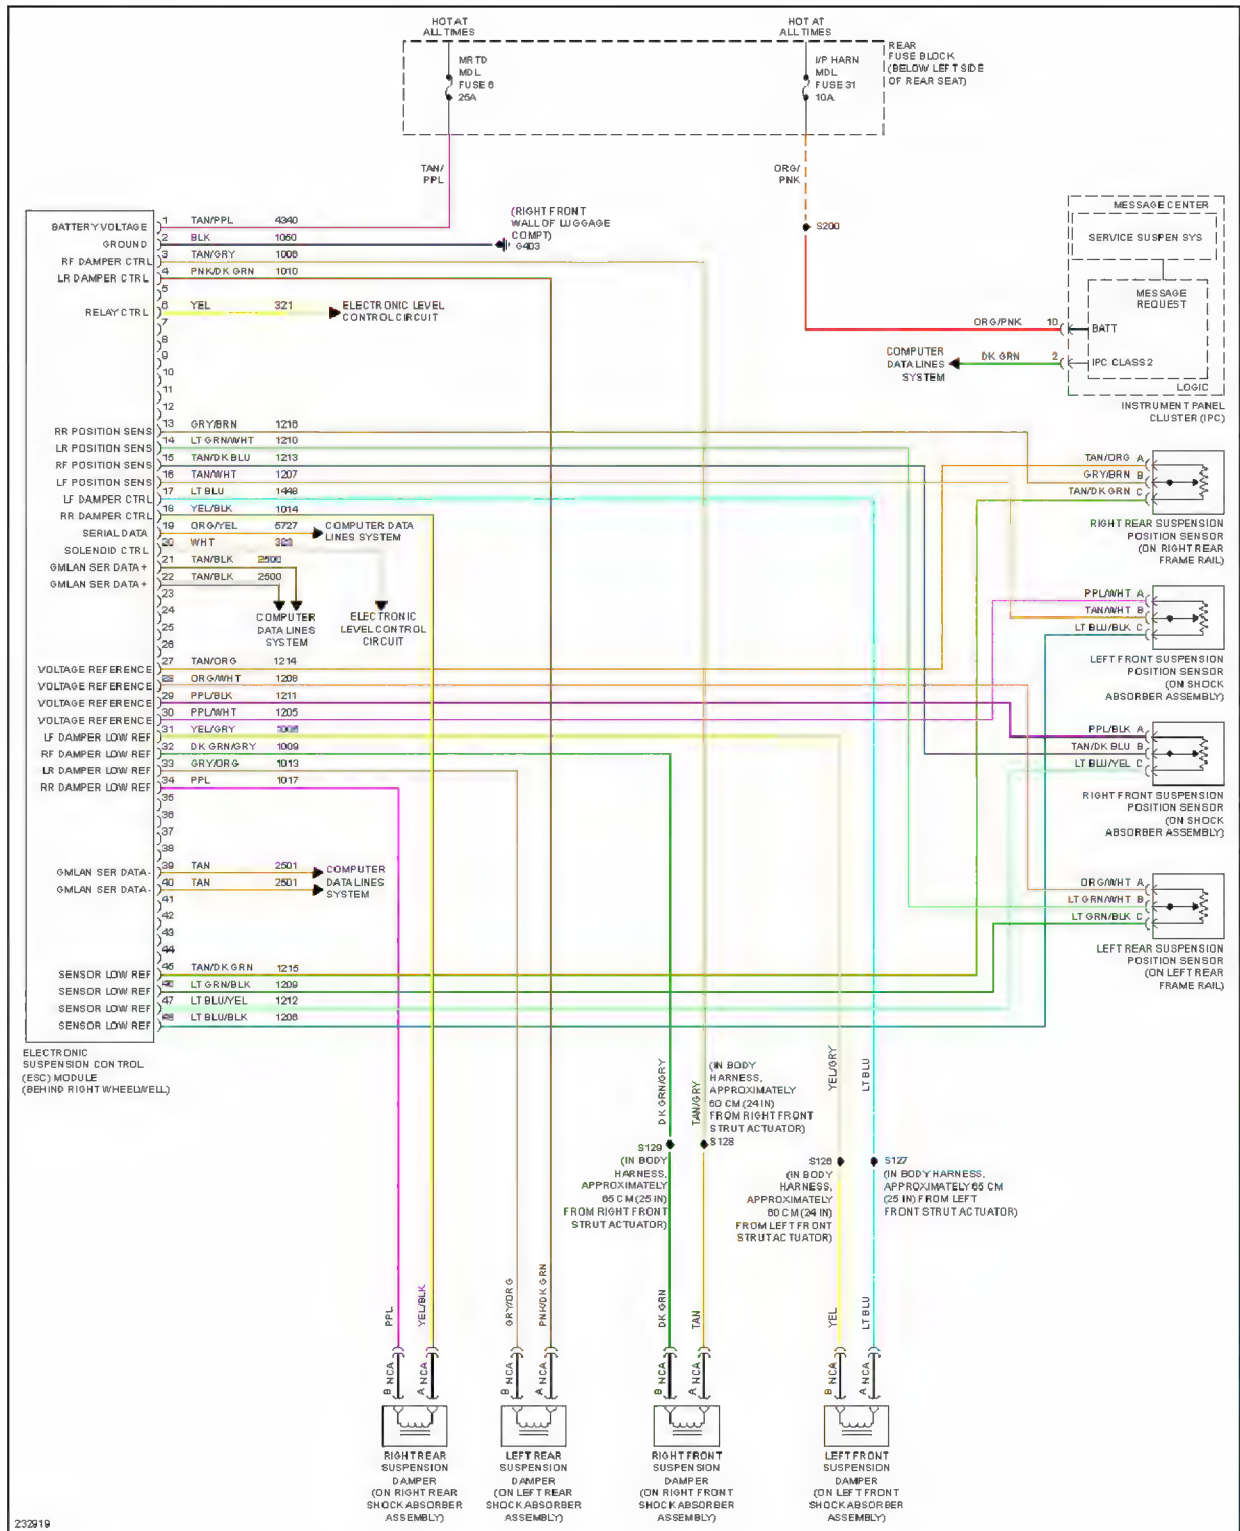 HOT AT
ALL TIMES
HOT AT
ALL TIMES
MR TD
MDL
FUSE 6
25A
I/P HARN
MDL
FUSE 31
10A
REAR
FUSE BLOCK
(BELOW LEFT SIDE
OF REAR SEAT)
TAN/
PPL
ORG/
PNK
S200
(RIGHT FRONT
WALL OF LUGGAGE
COMPT)
G403
BATTERY VOLTAGE 1 TAN/PPL 4340
GROUND 2 BLK 1050
RF DAMPER CTRL 3 TAN/GRY 1008
LR DAMPER CTRL 4 PNK/DK GRN 1010
5
RELAY CTRL 6 YEL 321
ELECTRONIC LEVEL
CONTROL CIRCUIT
7
8
9
10
11
12
RR POSITION SENS 13 GRY/BRN 1216
LR POSITION SENS 14 LT GRN/WHT 1210
RF POSITION SENS 15 TAN/DK BLU 1213
LF POSITION SENS 16 TAN/WHT 1207
LF DAMPER CTRL 17 LT BLU 1448
RR DAMPER CTRL 18 YEL/BLK 1014
SERIAL DATA 19 ORG/YEL 5727
COMPUTER DATA
LINES SYSTEM
SOLENOID CTRL 20 WHT 323
GMLAN SER DATA+ 21 TAN/BLK 2500
GMLAN SER DATA+ 22 TAN/BLK 2500
23
24
25
26
COMPUTER
DATA LINES
SYSTEM
ELECTRONIC
LEVEL CONTROL
CIRCUIT
VOLTAGE REFERENCE 27 TAN/ORG 1214
VOLTAGE REFERENCE 28 ORG/WHT 1208
VOLTAGE REFERENCE 29 PPL/BLK 1211
VOLTAGE REFERENCE 30 PPL/WHT 1205
LF DAMPER LOW REF 31 YEL/GRY
RF DAMPER LOW REF 32 DK GRN/GRY 1009
LR DAMPER LOW REF 33 GRY/ORG 1013
RR DAMPER LOW REF 34 PPL 1017
35
36
37
38
GMLAN SER DATA- 39 TAN 2501
GMLAN SER DATA- 40 TAN 2501
COMPUTER
DATA LINES
SYSTEM
41
42
43
44
SENSOR LOW REF 45 TAN/DK GRN 1215
SENSOR LOW REF 46 LT GRN/BLK 1209
SENSOR LOW REF 47 LT BLU/YEL 1212
SENSOR LOW REF 48 LT BLU/BLK 1206
ELECTRONIC
SUSPENSION CONTROL
(ESC) MODULE
(BEHIND RIGHT WHEELWELL)
MESSAGE CENTER
SERVICE SUSPEN SYS
MESSAGE
REQUEST
ORG/PNK 10 BATT
COMPUTER
DATA LINES
SYSTEM
DK GRN 2 IPC CLASS 2
LOGIC
INSTRUMENT PANEL
CLUSTER (IPC)
TAN/ORG A
GRY/BRN B
TAN/DK GRN C
RIGHT REAR SUSPENSION
POSITION SENSOR
(ON RIGHT REAR
FRAME RAIL)
PPL/WHT A
TAN/WHT B
LT BLU/BLK C
LEFT FRONT SUSPENSION
POSITION SENSOR
(ON SHOCK
ABSORBER ASSEMBLY)
PPL/BLK A
TAN/DK BLU B
LT BLU/YEL C
RIGHT FRONT SUSPENSION
POSITION SENSOR
(ON SHOCK
ABSORBER ASSEMBLY)
ORG/WHT A
LT GRN/WHT B
LT GRN/BLK C
LEFT REAR SUSPENSION
POSITION SENSOR
(ON LEFT REAR
FRAME RAIL)
DK GRN/GRY
TAN/GRY
(IN BODY
HARNESS,
APPROXIMATELY
60 CM (24 IN)
FROM RIGHT FRONT
STRUT ACTUATOR)
S128
YEL/GRY
LT BLU
S129
(IN BODY
HARNESS,
APPROXIMATELY
65 CM (25 IN)
FROM RIGHT FRONT
STRUT ACTUATOR)
S126
(IN BODY
HARNESS,
APPROXIMATELY
60 CM (24 IN)
FROM LEFT FRONT
STRUT ACTUATOR)
S127
(IN BODY HARNESS,
APPROXIMATELY 65 CM
(25 IN) FROM LEFT
FRONT STRUT ACTUATOR)
PPL
YEL/BLK
GRY/ORG
PNK/DK GRN
DK GRN
TAN
YEL
LT BLU
B NCA
A NCA
B NCA
A NCA
B NCA
A NCA
B NCA
A NCA
RIGHT REAR
SUSPENSION
DAMPER
(ON RIGHT REAR
SHOCK ABSORBER
ASSEMBLY)
LEFT REAR
SUSPENSION
DAMPER
(ON LEFT REAR
SHOCK ABSORBER
ASSEMBLY)
RIGHT FRONT
SUSPENSION
DAMPER
(ON RIGHT FRONT
SHOCK ABSORBER
ASSEMBLY)
LEFT FRONT
SUSPENSION
DAMPER
(ON LEFT FRONT
SHOCK ABSORBER
ASSEMBLY)
232919